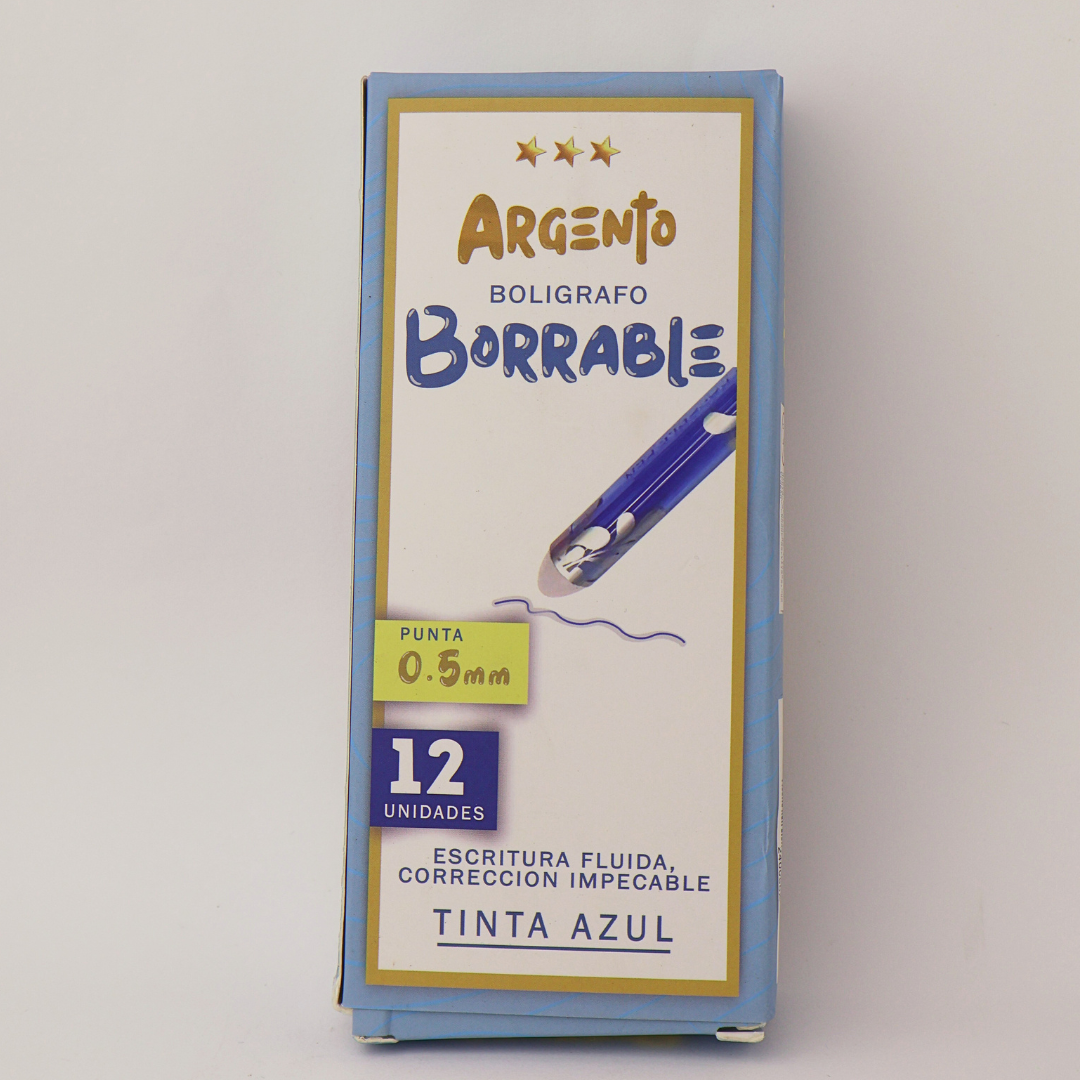 ARGENTO
BOLIGRAFO
BORRABLE
PUNTA
0.5mm
12
UNIDADES
ESCRITURA FLUIDA,
CORRECCION IMPECABLE
TINTA AZUL